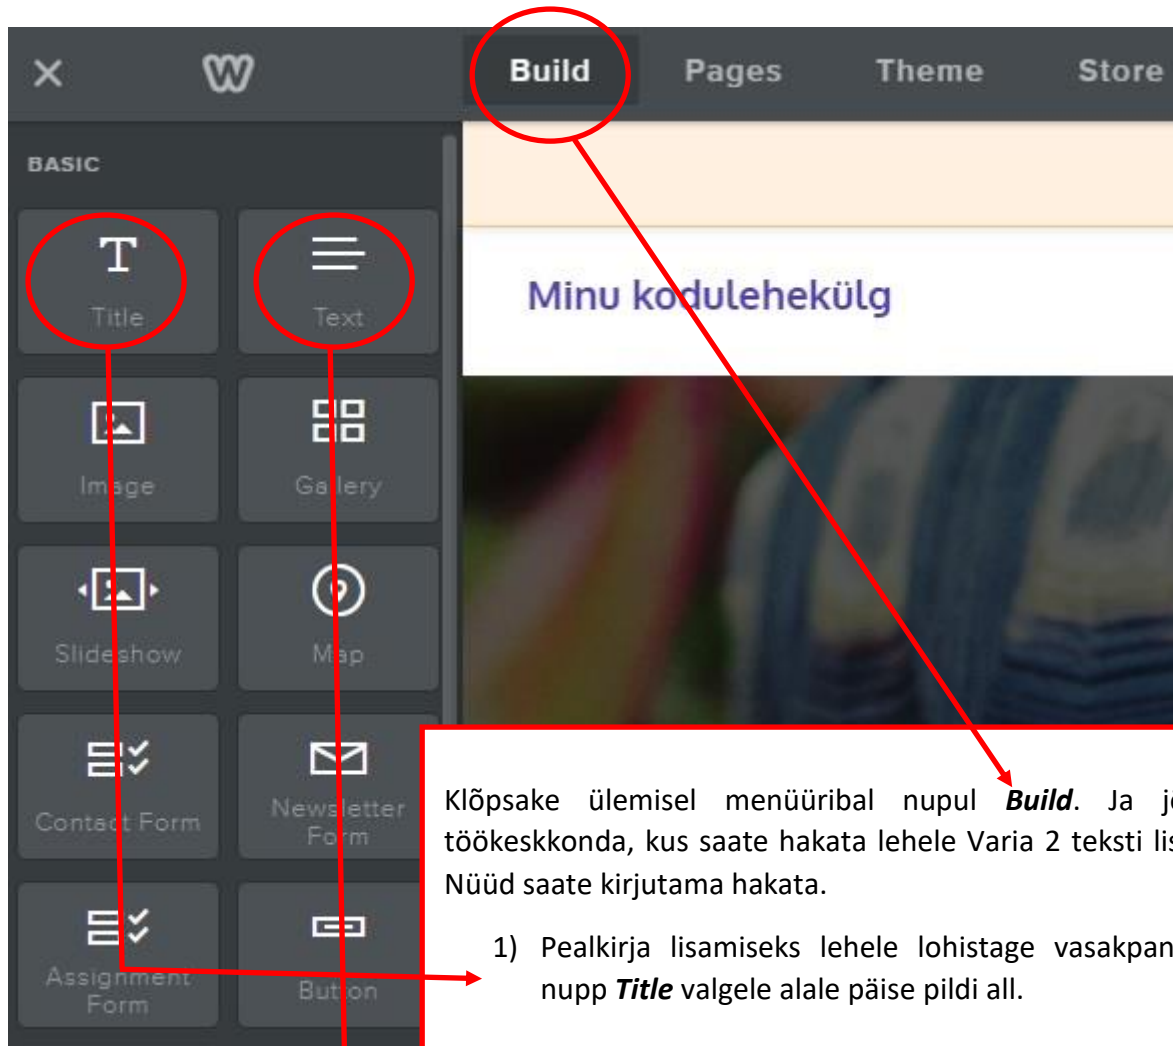 Build Pages Theme Store
BASIC
Title Text
Minu kodulehekülg
Image Gallery
Slideshow Map
Contact Form Newsletter
Form
Klõpsake ülemisel menüüribal nupul Build. Ja
töökeskkonda, kus saate hakata lehele Varia 2 teksti
Nüüd saate kirjutama hakata.
Assignment
Form Button
1) Pealkirja lisamiseks lehele lohistage
nupp Title valgele alale päise pildi all.